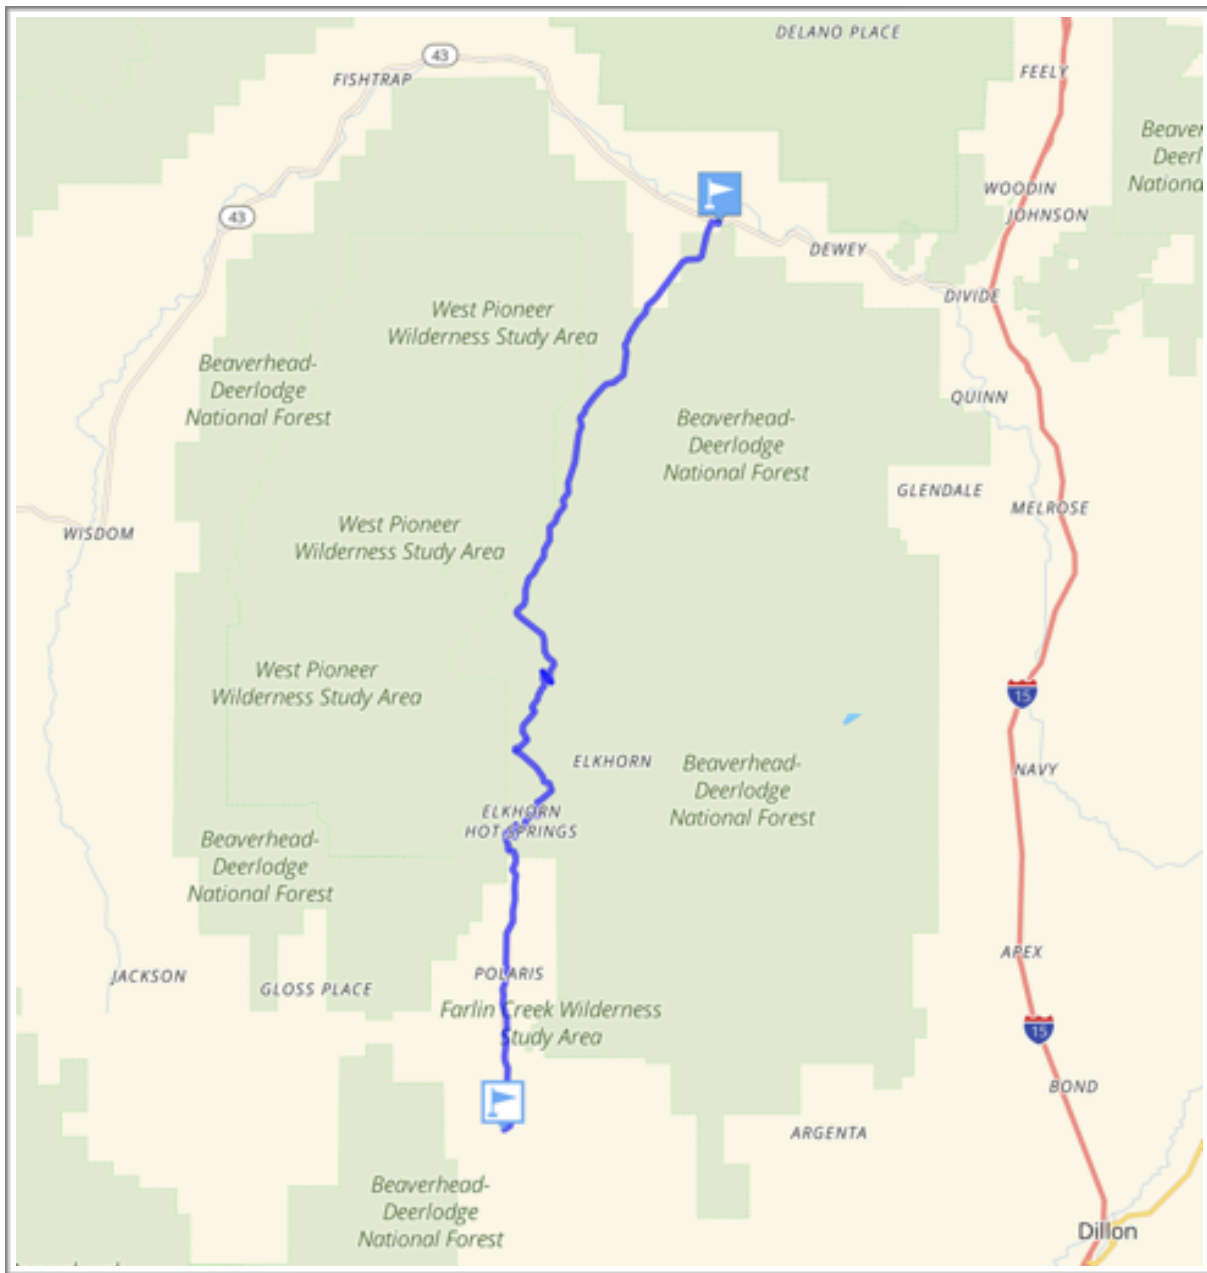 DELANO PLACE
43
FISHTRAP
FEELY
Beaver
Deerl
Nationa
WOODIN
JOHNSON
43
DEWEY
DIVIDE
West Pioneer
Wilderness Study Area
Beaverhead-
Deerlodge
National Forest
QUINN
Beaverhead-
Deerlodge
National Forest
GLENDALE
MELROSE
WISDOM
West Pioneer
Wilderness Study Area
West Pioneer
Wilderness Study Area
15
ELKHORN
Beaverhead-
Deerlodge
National Forest
NAVY
ELKHORN
HOT SPRINGS
Beaverhead-
Deerlodge
National Forest
APEX
JACKSON
GLOSS PLACE
POLARIS
Farlin Creek Wilderness
Study Area
15
BOND
ARGENTA
Beaverhead-
Deerlodge
National Forest
Dillon